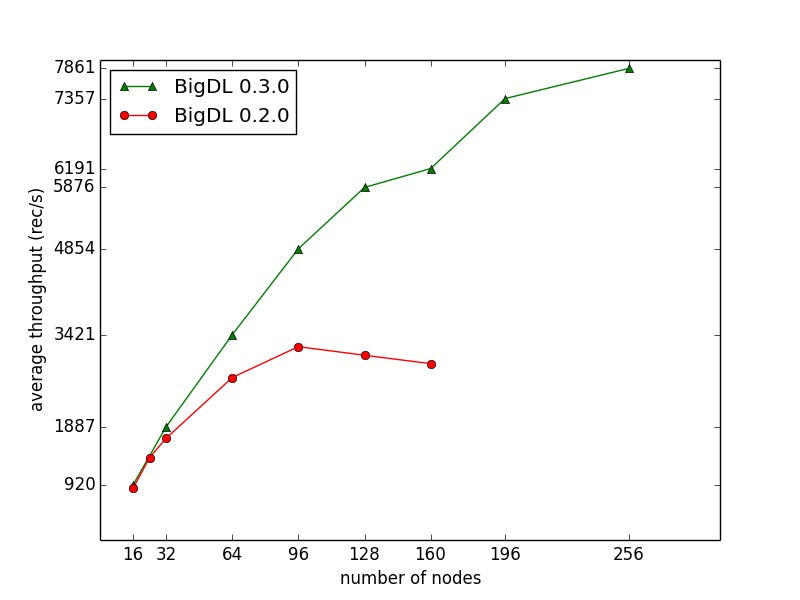 BigDL 0.3.0
BigDL 0.2.0
average throughput (rec/s)
7861
7357
6191
5876
4854
3421
1887
920
16 32 64 96 128 160 196 256
number of nodes